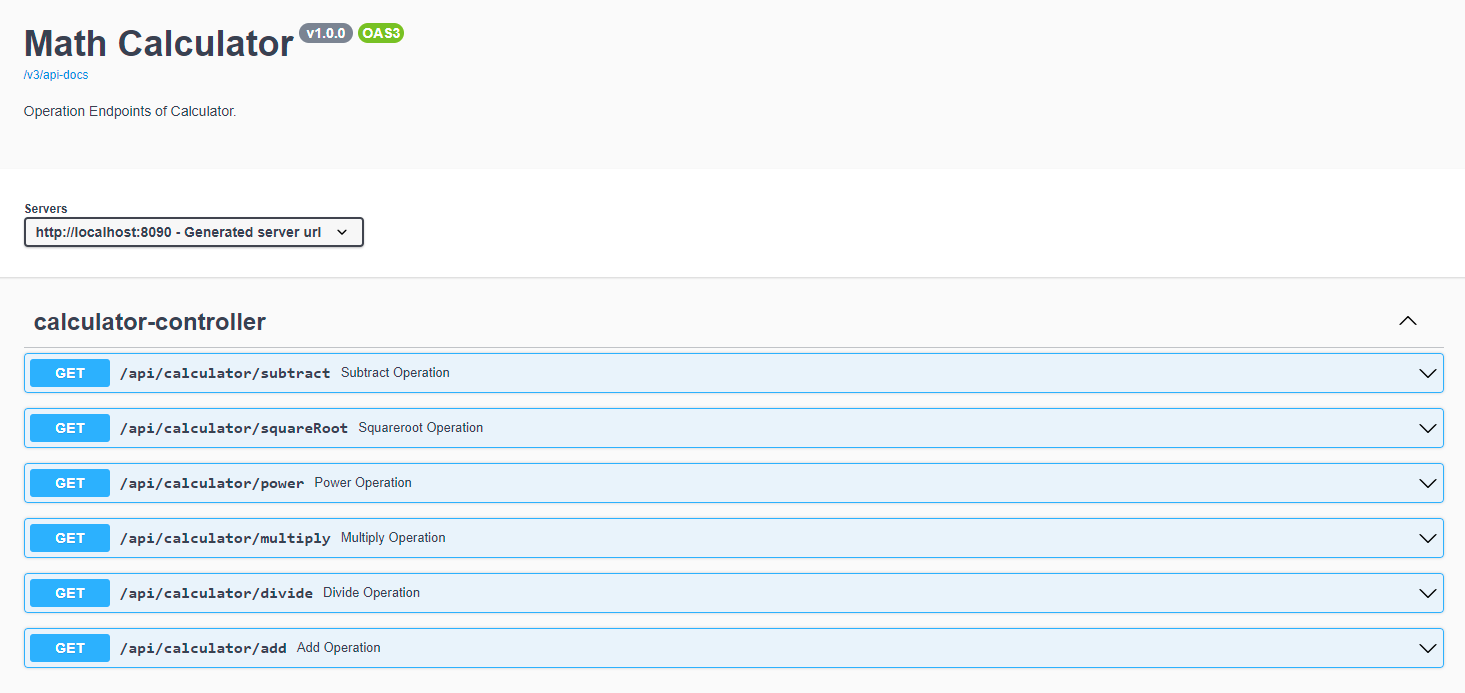 Math Calculator v1.0.0 OAS3
/v3/api-docs
Operation Endpoints of Calculator.
Servers
http://localhost:8090 - Generated server url
calculator-controller
GET /api/calculator/subtract Subtract Operation
GET /api/calculator/squareRoot Squareroot Operation
GET /api/calculator/power Power Operation
GET /api/calculator/multiply Multiply Operation
GET /api/calculator/divide Divide Operation
GET /api/calculator/add Add Operation